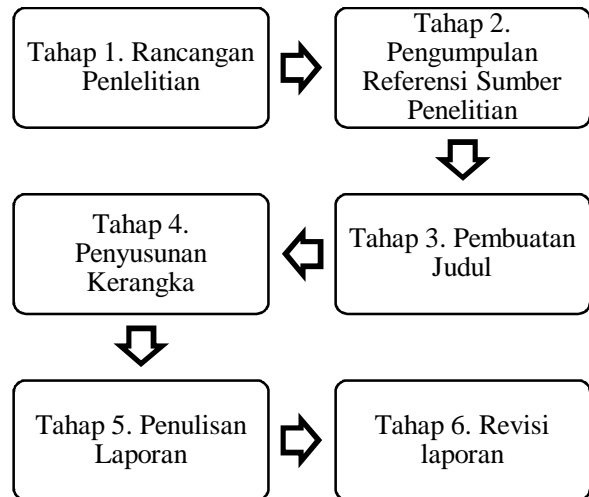 Tahap 1. Rancangan
Penlelitian
Tahap 2.
Pengumpulan
Referensi Sumber
Penelitian
Tahap 3. Pembuatan
Judul
Tahap 4.
Penyusunan
Kerangka
Tahap 5. Penulisan
Laporan
Tahap 6. Revisi
laporan